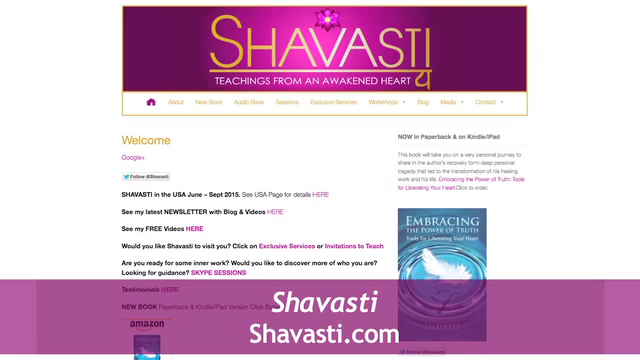 SHAVASTI
TEACHINGS FROM AN AWAKENED HEART
About New Book Audio Book Sessions Exclusive Services Workshops Blog Media Contact
Welcome
Google+
Follow @Shavasti
SHAVASTI in the USA June – Sept 2015. See USA Page for details HERE
See my latest NEWSLETTER with Blog & Videos HERE
See my FREE Videos HERE
Would you like Shavasti to visit you? Click on Exclusive Services or Invitations to Teach
Are you ready for some inner work? Would you like to discover more of who you are?
Looking for guidance? SKYPE SESSIONS
Testimonials HERE
NEW BOOK Paperback & Kindle/iPad Version Click
amazon
NOW in Paperback & on Kindle/iPad
This book will take you on a very personal journey to
share in the author's recovery form deep personal
tragedy that led to the transformation of his healing
work and his life. Embracing the Power of Truth: Tools
for Liberating Your Heart Click to order.
EMBRACING
THE POWER OF TRUTH
Tools for Liberating Your Heart
SHAVASTI
Follow @Shavasti
Shavasti
Shavasti.com